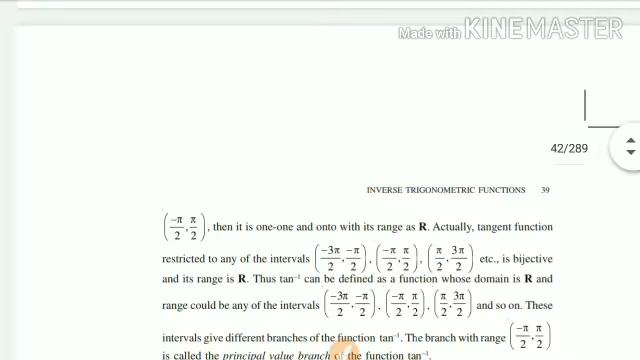 Made with KINEMASTER
42/289
INVERSE TRIGONOMETRIC FUNCTIONS 39
(-π/2, π/2), then it is one-one and onto with its range as R. Actually, tangent function
restricted to any of the intervals (-3π/2, -π/2), (-π/2, π/2), (π/2, 3π/2) etc., is bijective
and its range is R. Thus tan⁻¹ can be defined as a function whose domain is R and
range could be any of the intervals (-3π/2, -π/2), (-π/2, π/2), (π/2, 3π/2) and so on. These
intervals give different branches of the function tan⁻¹. The branch with range (-π/2, π/2)
is called the principal value branch of the function tan⁻¹.